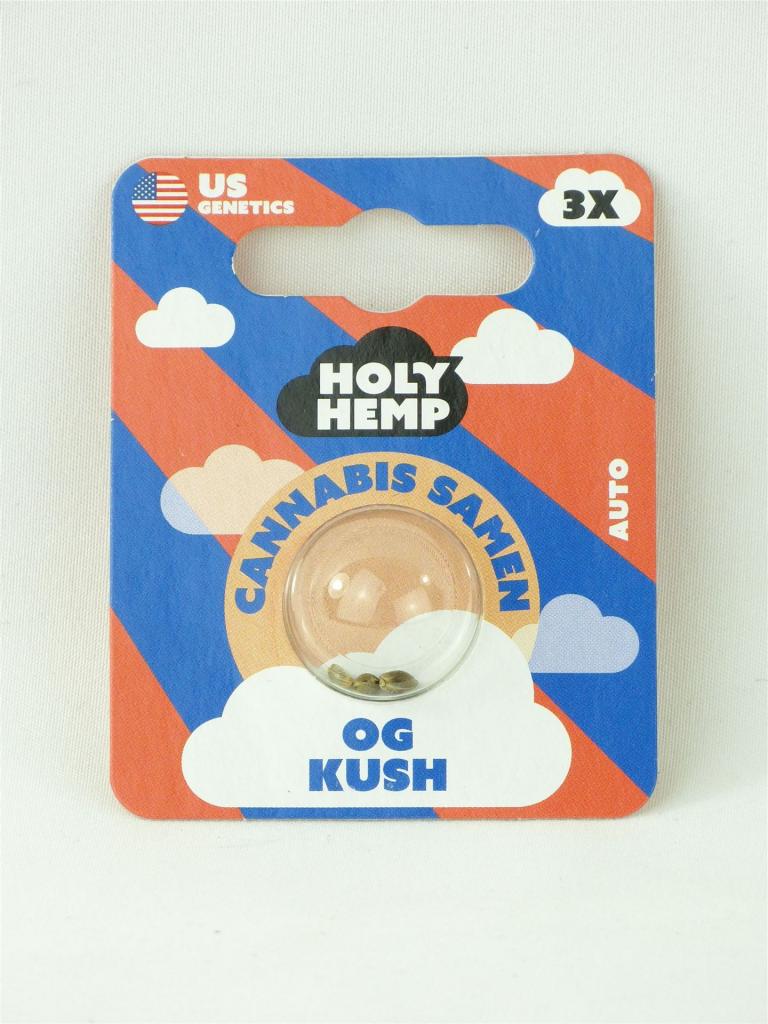 US
GENETICS
3X
HOLY
HEMP
AUTO
CANNABIS SAMEN
OG
KUSH